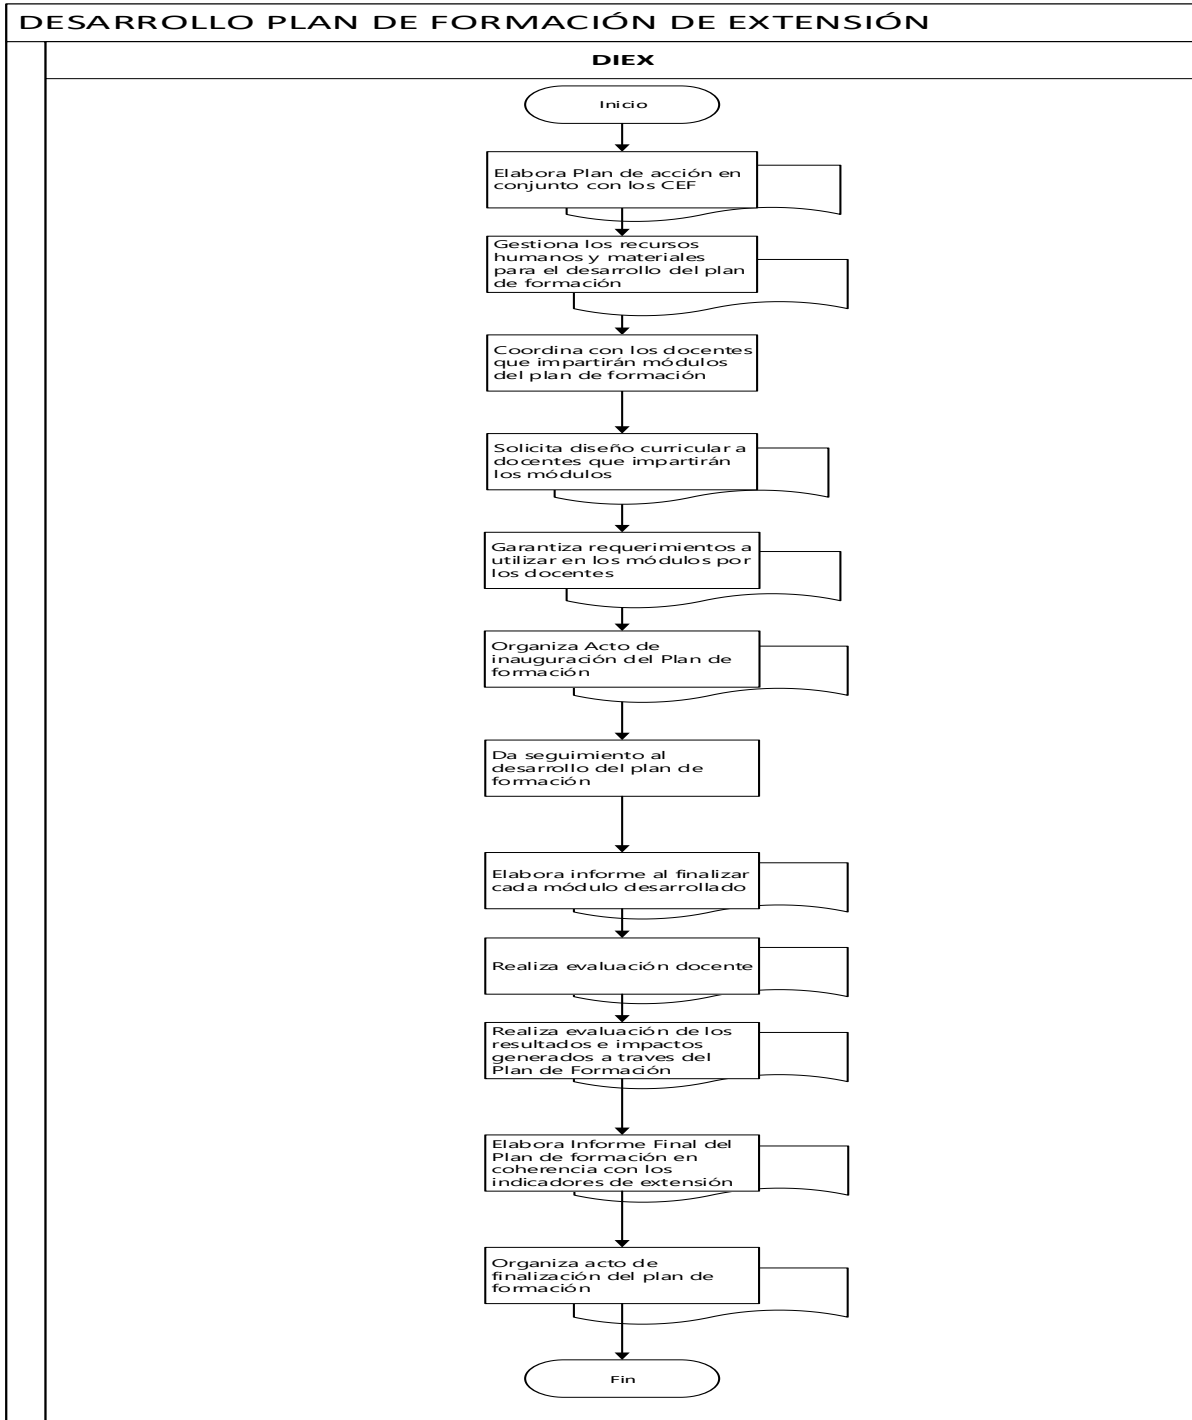 DESARROLLO PLAN DE FORMACIÓN DE EXTENSIÓN
DIEX
Inicio
Elabora Plan de acción en
conjunto con los CEF
Gestiona los recursos
humanos y materiales
para el desarrollo del plan
de formación
Coordina con los docentes
que impartirán módulos
del plan de formación
Solicita diseño curricular a
docentes que impartirán
los módulos
Garantiza requerimientos a
utilizar en los módulos por
los docentes
Organiza Acto de
inauguración del Plan de
formación
Da seguimiento al
desarrollo del plan de
formación
Elabora informe al finalizar
cada módulo desarrollado
Realiza evaluación docente
Realiza evaluación de los
resultados e impactos
generados a traves del
Plan de Formación
Elabora Informe Final del
Plan de formación en
coherencia con los
indicadores de extensión
Organiza acto de
finalización del plan de
formación
Fin